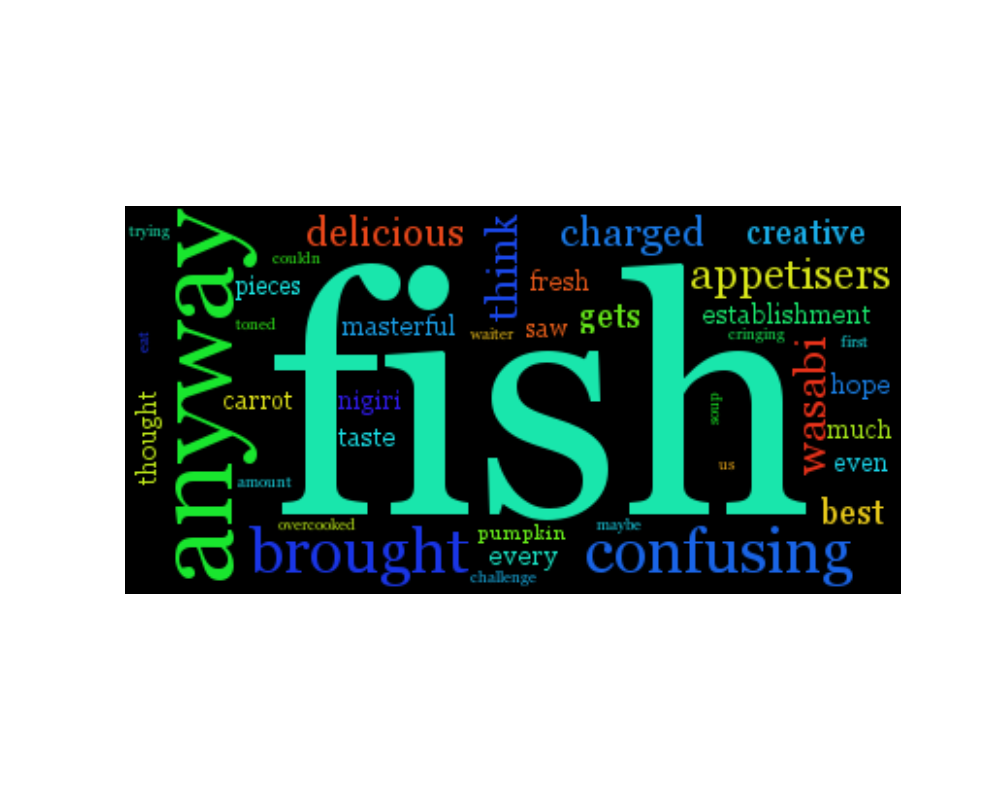 trying
anyway
delicious
think
charged
creative
couldn
pieces
fish
fresh
appetisers
toned
masterful
waiter
saw
gets
establishment
cringing
first
eat
thought
carrot
nigiri
taste
soup
wasabi
hope
much
us
even
amount
overcooked
best
brought
pumpkin
maybe
every
confusing
challenge